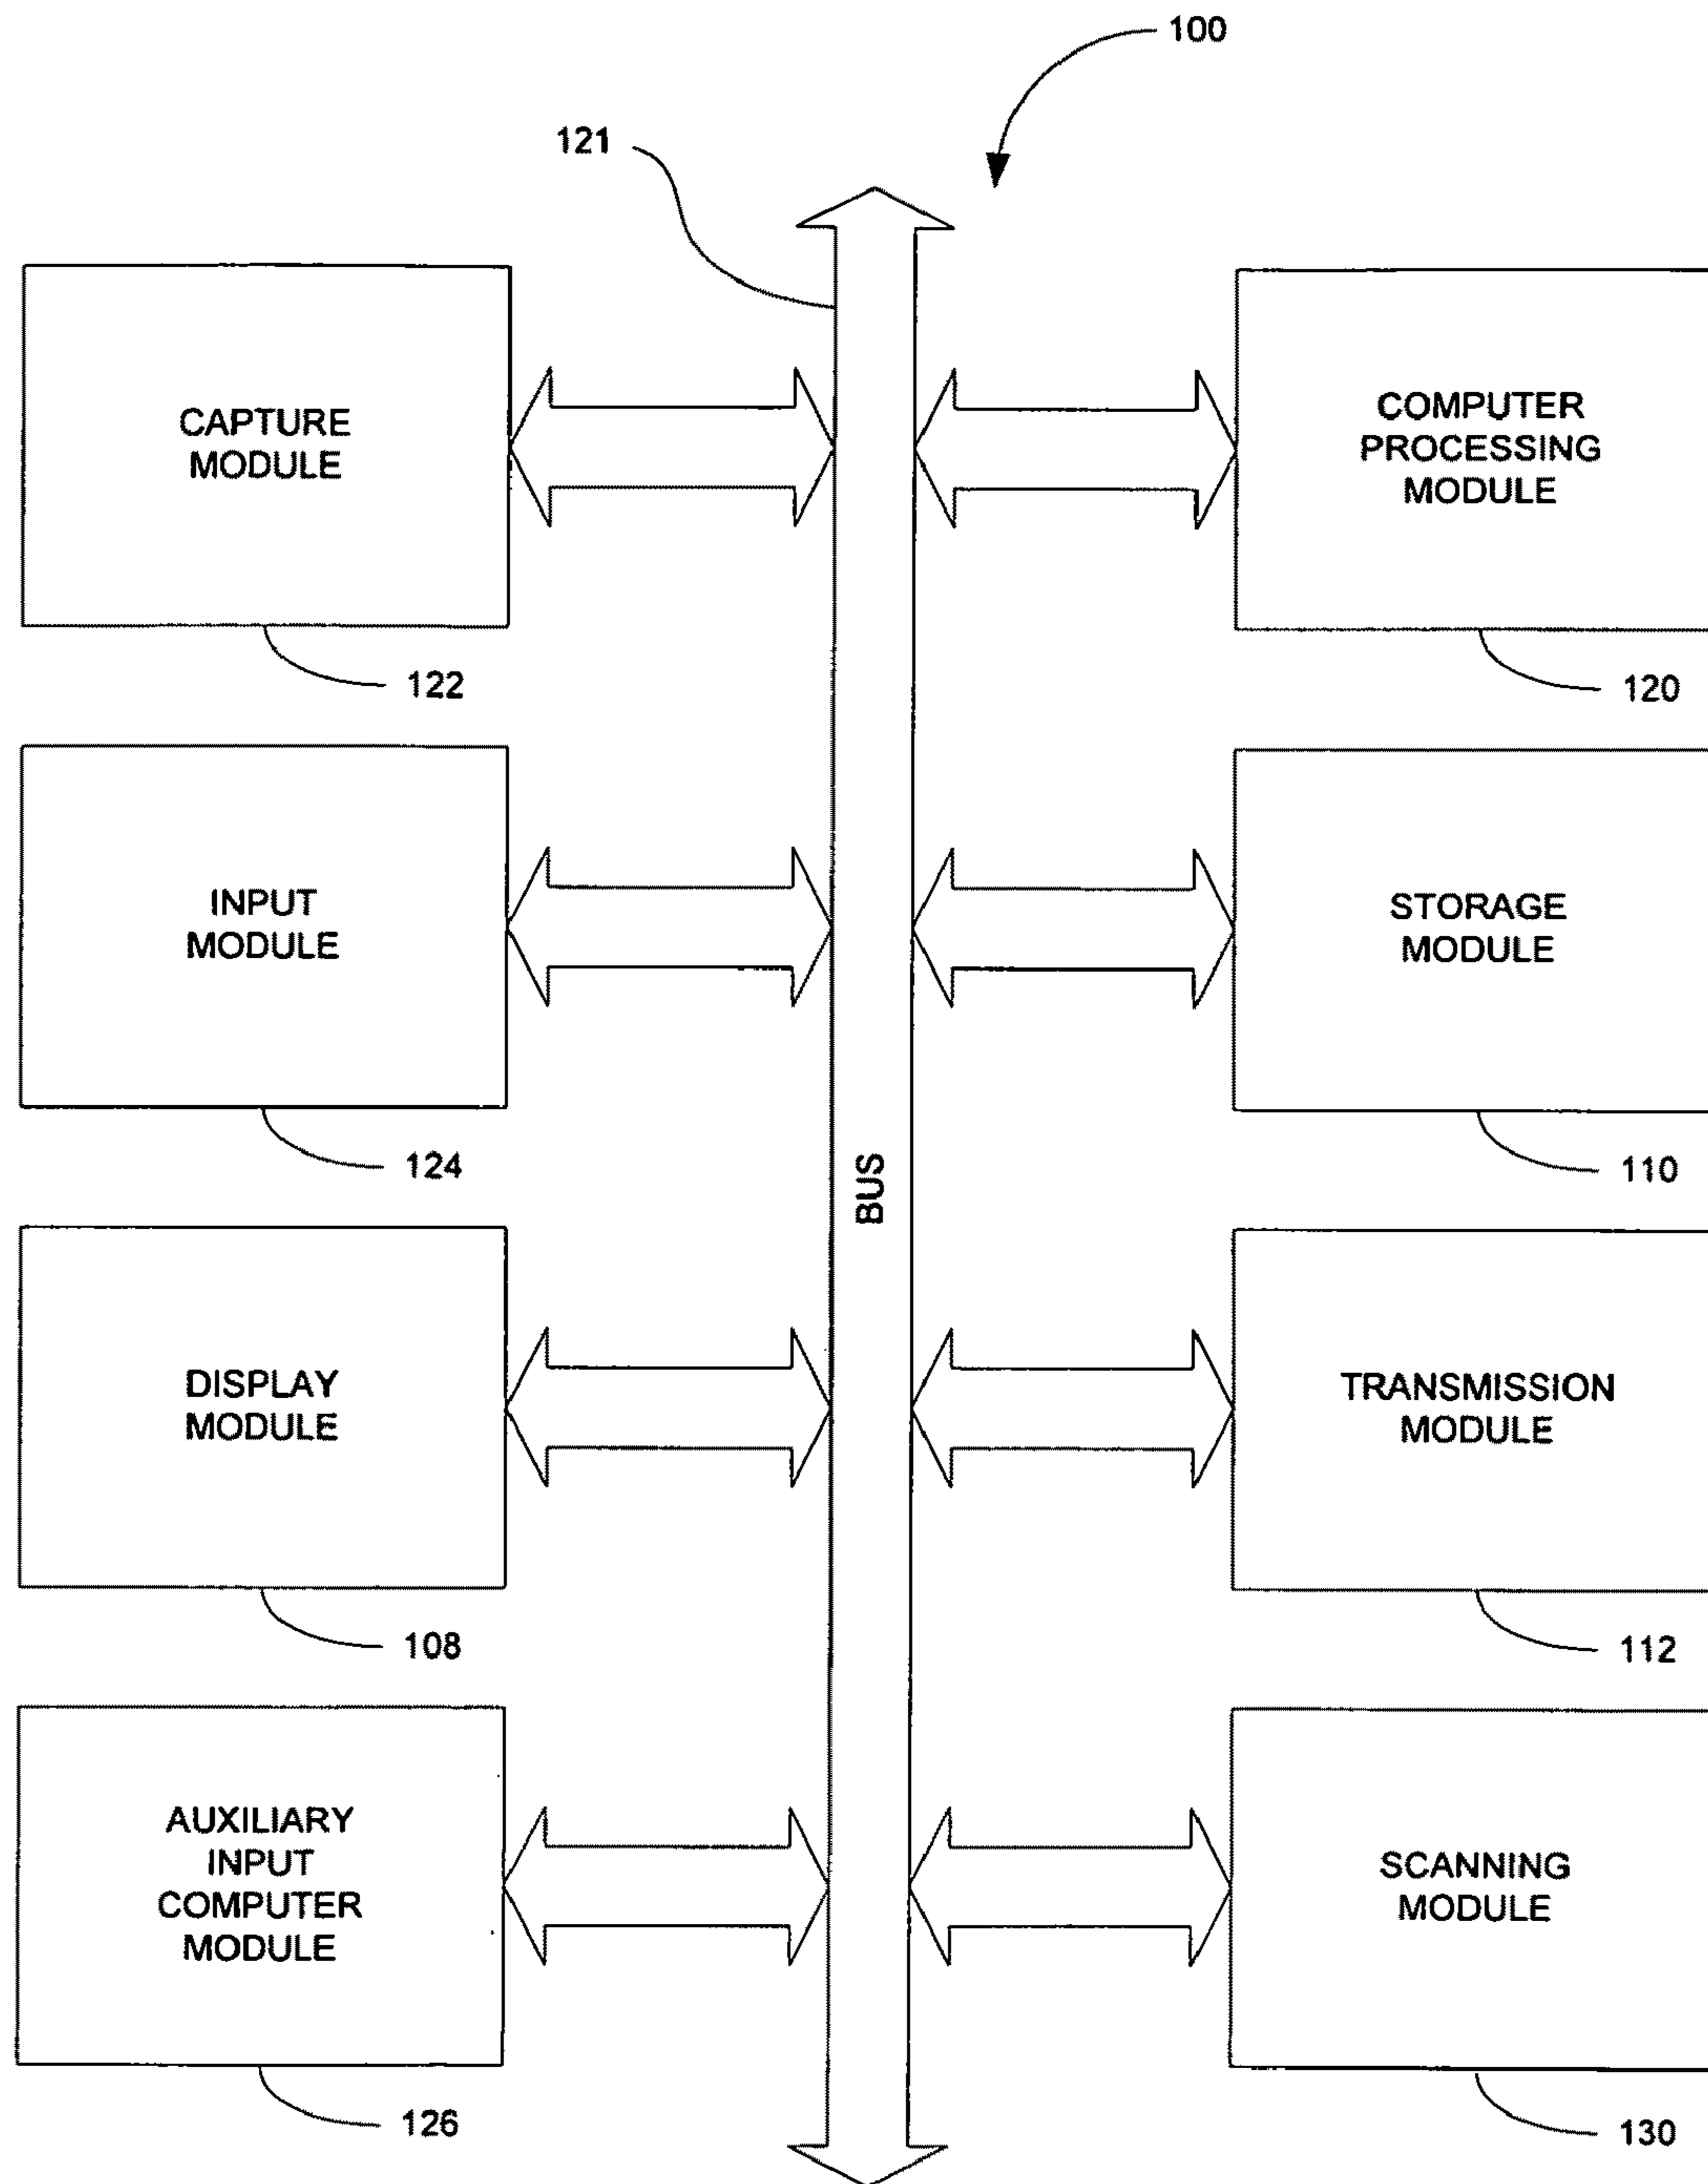 100
121
CAPTURE
MODULE
122
COMPUTER
PROCESSING
MODULE
120
INPUT
MODULE
124
STORAGE
MODULE
110
BUS
DISPLAY
MODULE
108
TRANSMISSION
MODULE
112
AUXILIARY
INPUT
COMPUTER
MODULE
126
SCANNING
MODULE
130